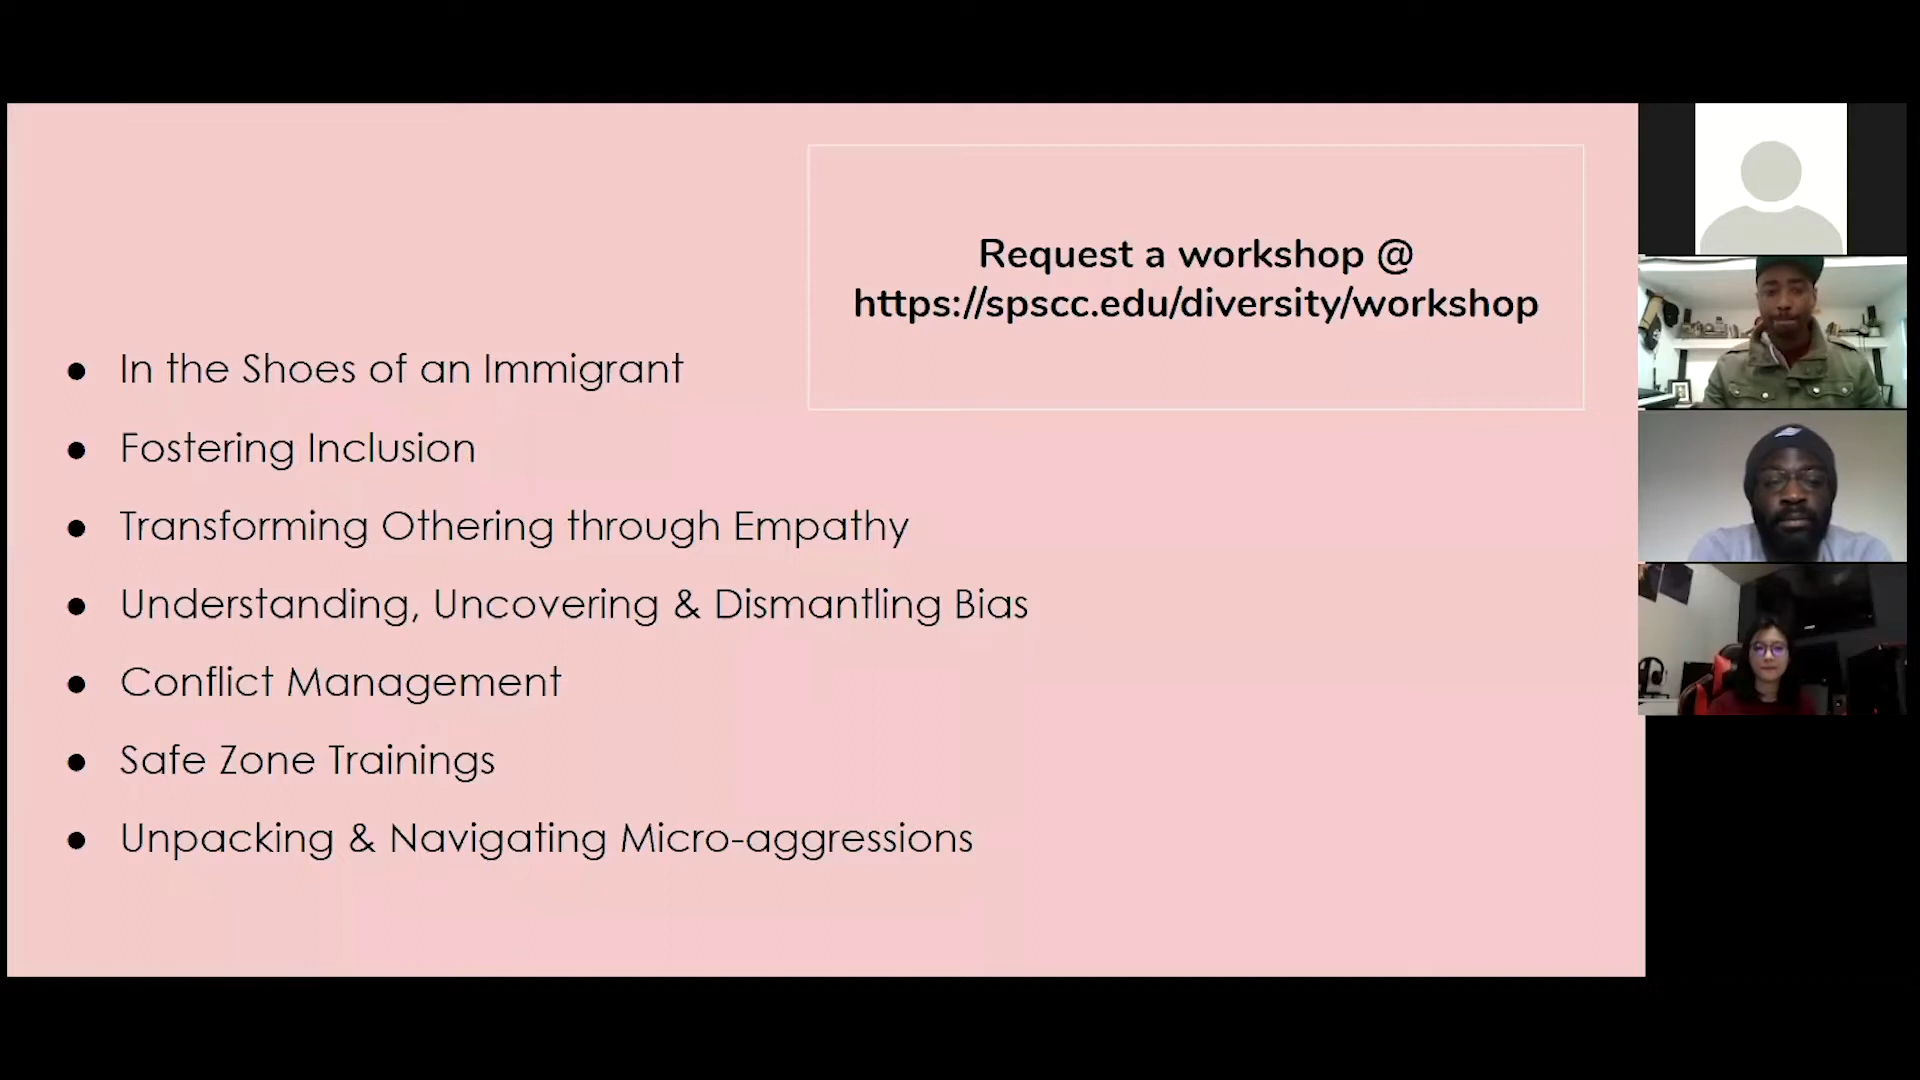 Request a workshop @
https://spscc.edu/diversity/workshop
● In the Shoes of an Immigrant
● Fostering Inclusion
● Transforming Othering through Empathy
● Understanding, Uncovering & Dismantling Bias
● Conflict Management
● Safe Zone Trainings
● Unpacking & Navigating Micro-aggressions